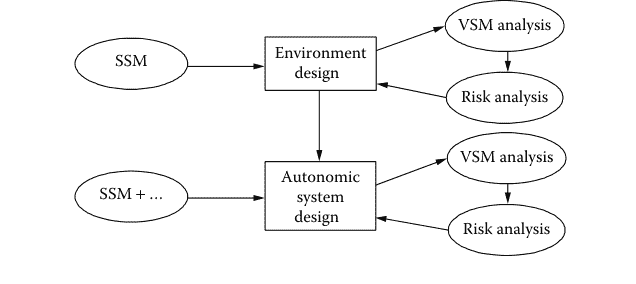 SSM
Environment
design
VSM analysis
Risk analysis
SSM + ...
Autonomic
system
design
VSM analysis
Risk analysis